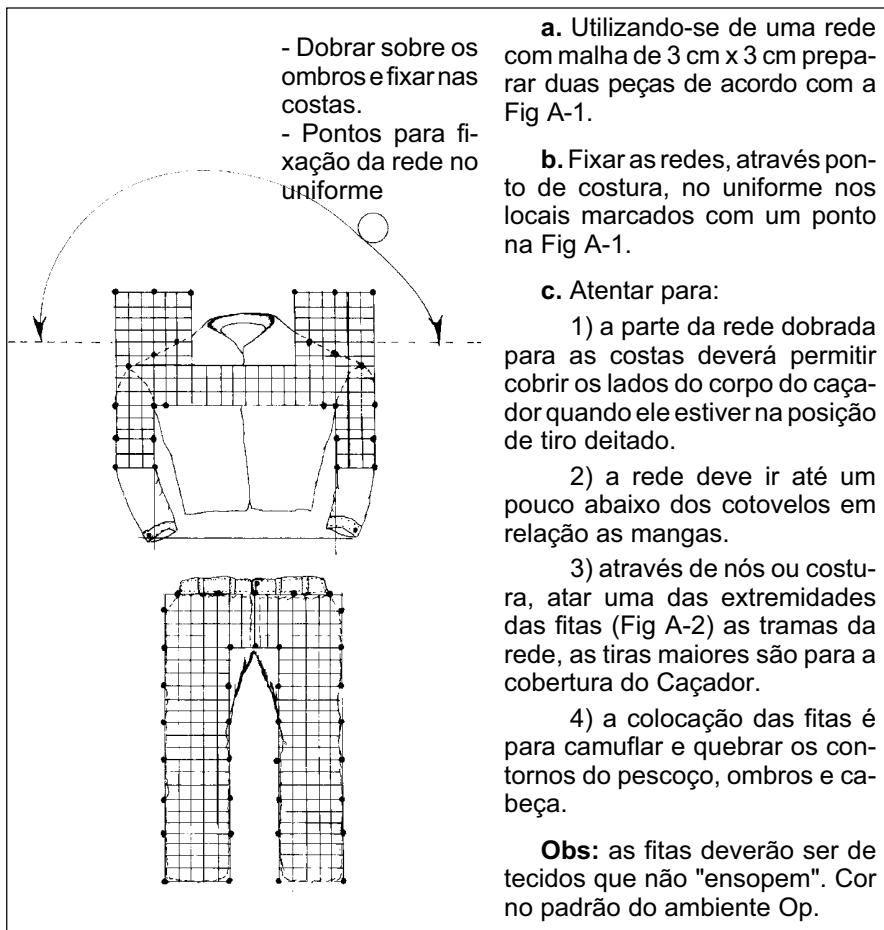 - Dobrar sobre os
ombros e fixar nas
costas.
- Pontos para fi-
xação da rede no
uniforme
a. Utilizando-se de uma rede
com malha de 3 cm x 3 cm prepa-
rar duas peças de acordo com a
Fig A-1.
b. Fixar as redes, através pon-
to de costura, no uniforme nos
locais marcados com um ponto
na Fig A-1.
c. Atentar para:
1) a parte da rede dobrada
para as costas deverá permitir
cobrir os lados do corpo do caça-
dor quando ele estiver na posição
de tiro deitado.
2) a rede deve ir até um
pouco abaixo dos cotovelos em
relação as mangas.
3) através de nós ou costu-
ra, atar uma das extremidades
das fitas (Fig A-2) as tramas da
rede, as tiras maiores são para a
cobertura do Caçador.
4) a colocação das fitas é
para camuflar e quebrar os con-
tornos do pescoço, ombros e ca-
beça.
Obs: as fitas deverão ser de
tecidos que não "ensopem". Cor
no padrão do ambiente Op.